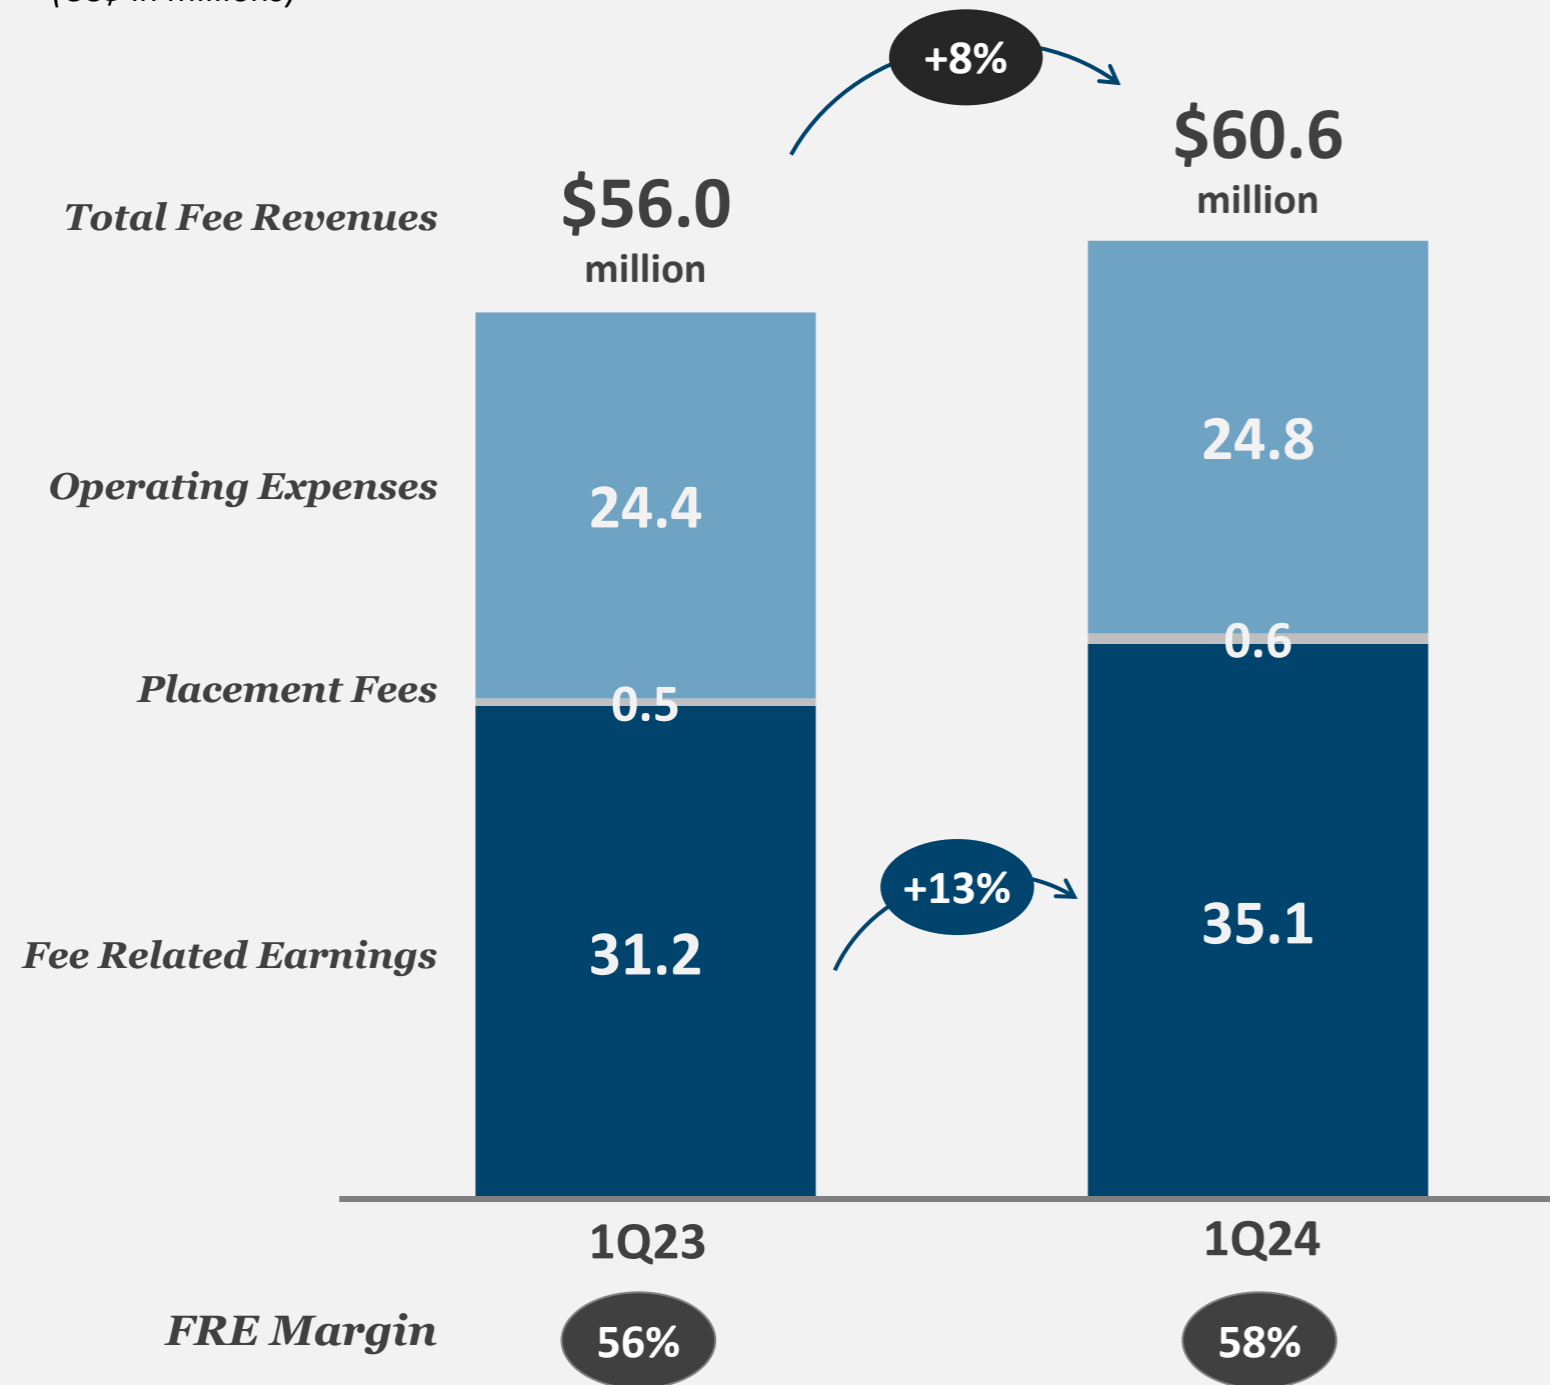 +8%
$60.6
million
Total Fee Revenues
$56.0
million
24.8
Operating Expenses
24.4
0.6
Placement Fees
0.5
+13%
35.1
Fee Related Earnings
31.2
1Q23
1Q24
FRE Margin
56%
58%